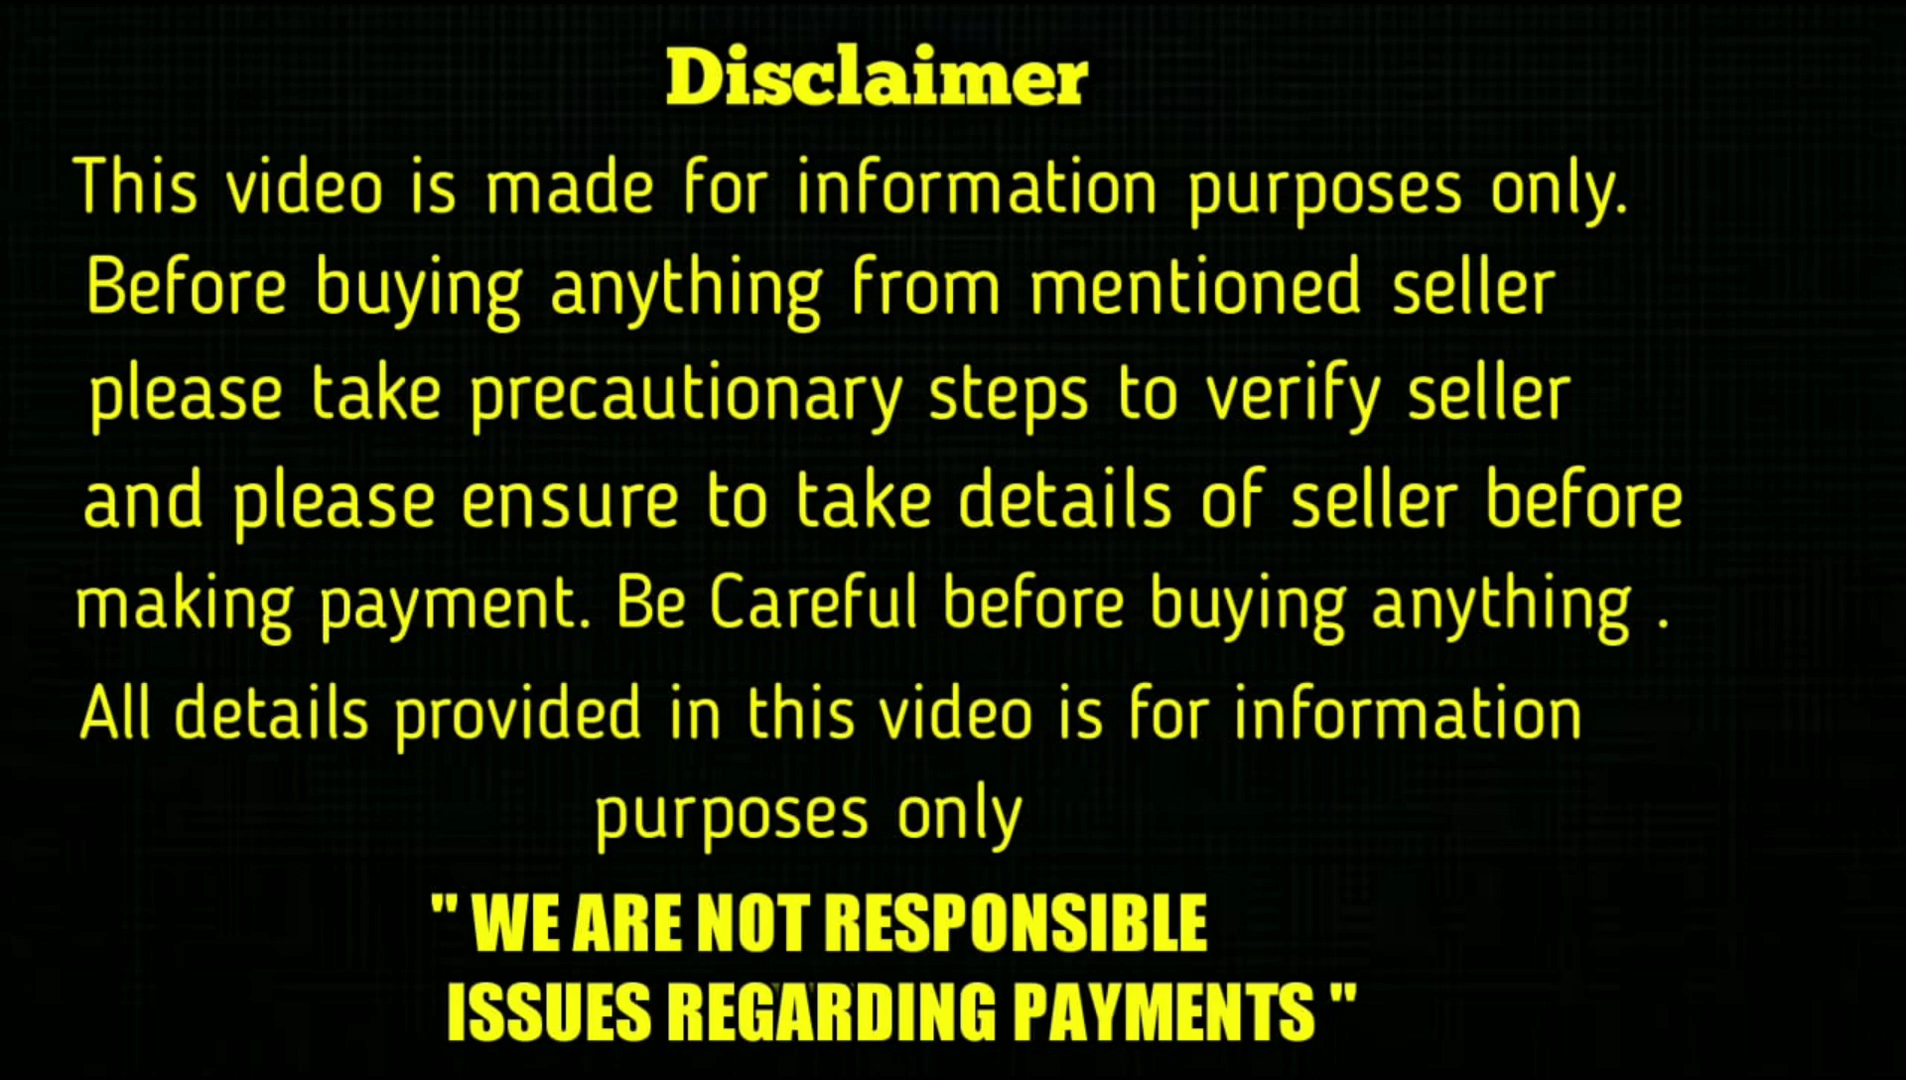 Disclaimer
This video is made for information purposes only.
Before buying anything from mentioned seller
please take precautionary steps to verify seller
and please ensure to take details of seller before
making payment. Be Careful before buying anything .
All details provided in this video is for information
purposes only
" WE ARE NOT RESPONSIBLE
ISSUES REGARDING PAYMENTS "